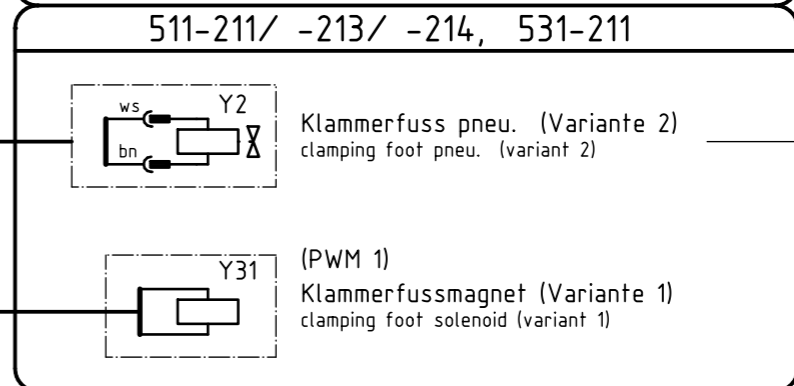 511-211/ -213/ -214, 531-211
ws
Y2
bn
Klammerfuss pneu. (Variante 2)
clamping foot pneu. (variant 2)
Y31
(PWM 1)
Klammerfussmagnet (Variante 1)
clamping foot solenoid (variant 1)